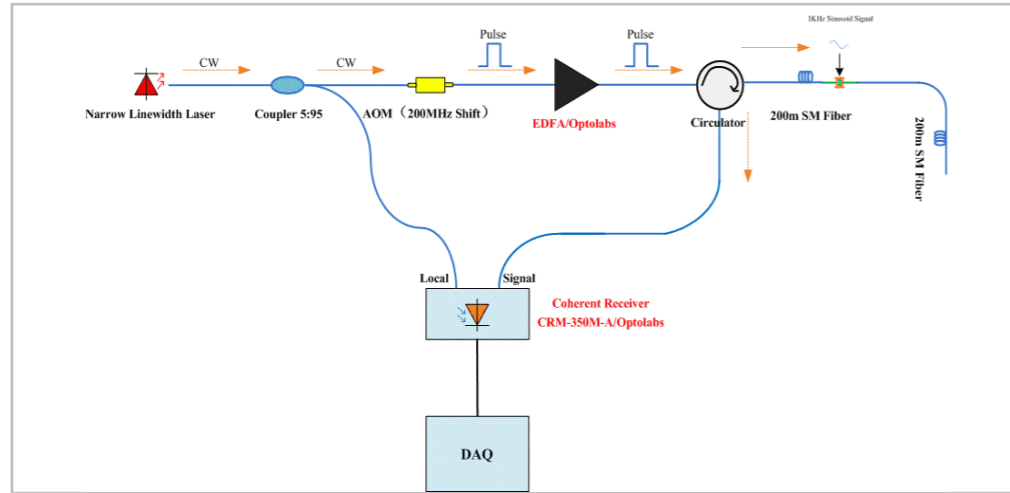 1KHz Sinusoid Signal
Pulse
Pulse
CW
CW
Narrow Linewidth Laser
Coupler 5:95
AOM（200MHz Shift）
EDFA/Optolabs
Circulator
200m SM Fiber
200m SM Fiber
Local
Signal
Coherent Receiver
CRM-350M-A/Optolabs
DAQ